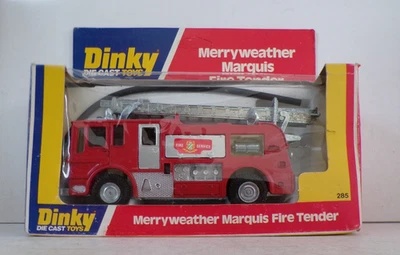 Dinky
DIE CAST TOYS
Merryweather
Marquis
Fire Tender
FIRE SERVICE
285
Dinky
DIE CAST TOYS
Merryweather Marquis Fire Tender